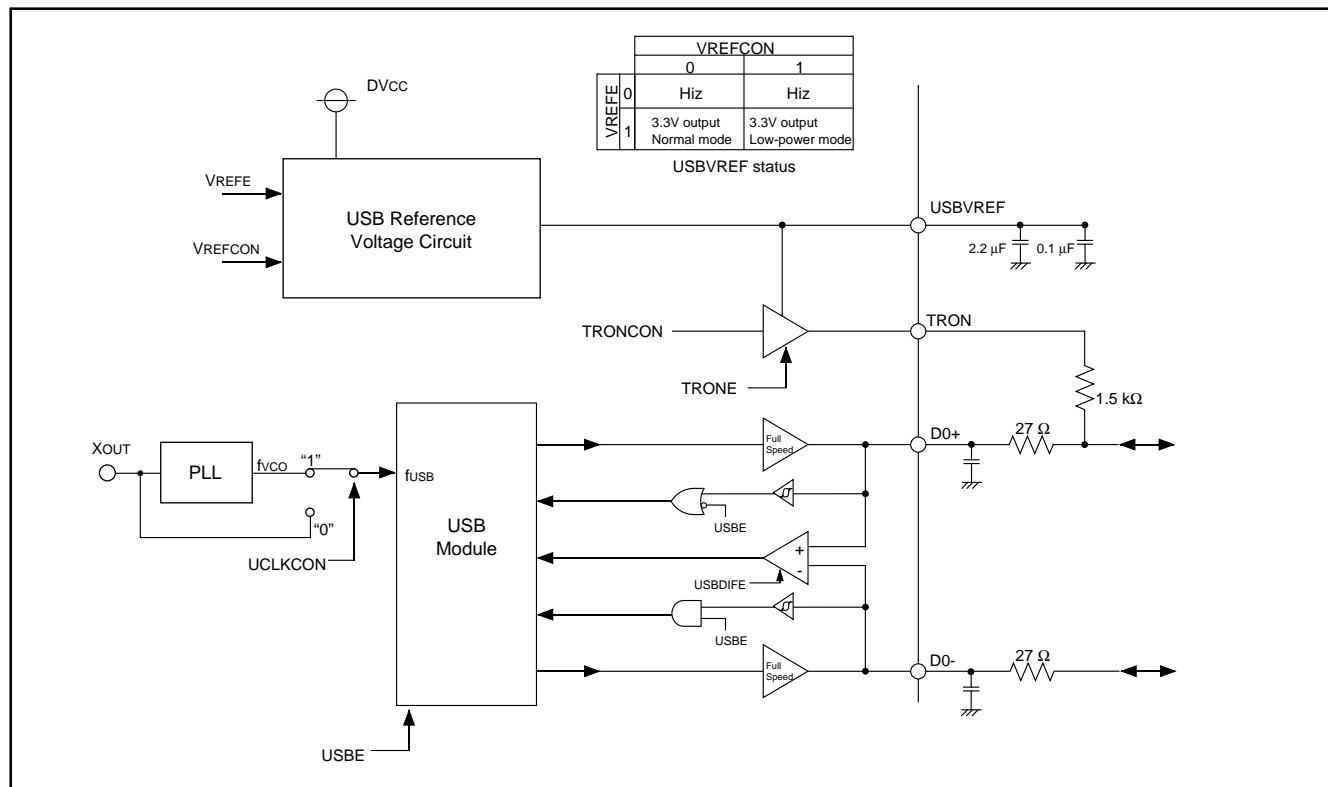 VREFCON
0 1
VREFE
0 Hiz Hiz
1 3.3V output 3.3V output
Normal mode Low-power mode
USBVREF status
DVCC
VREFE
VREFCON
USB Reference
Voltage Circuit
USBVREF
2.2 μF 0.1 μF
TRONCON
TRON
TRONE
1.5 kΩ
XOUT
PLL
fVCO
"1"
"0"
UCLKCON
fUSB
USB
Module
USBE
Full
Speed
D0+
27 Ω
USBE
+
-
USBDIFE
USBE
Full
Speed
D0-
27 Ω